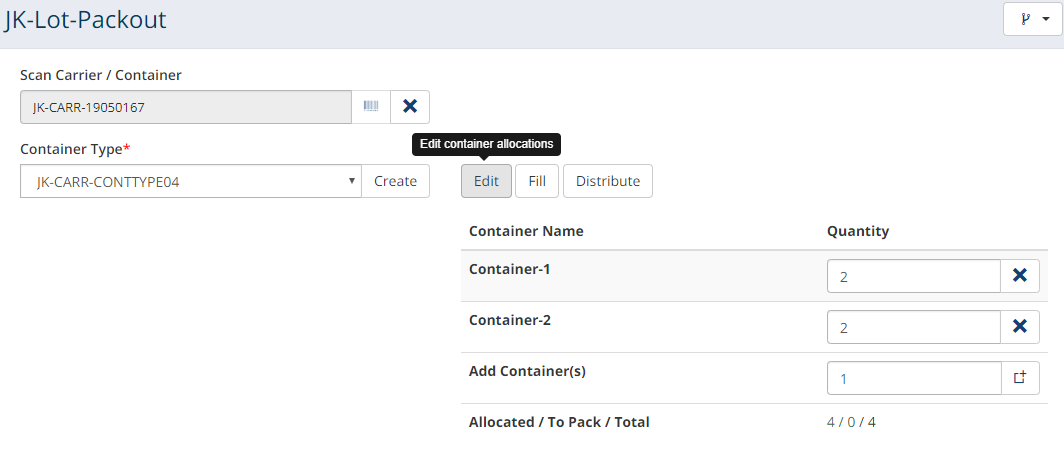 JK-Lot-Packout
Scan Carrier / Container
JK-CARR-19050167
Edit container allocations
Container Type*
JK-CARR-CONTTYPE04
Create
Edit
Fill
Distribute
Container Name Quantity
Container-1 2
Container-2 2
Add Container(s) 1
Allocated / To Pack / Total 4 / 0 / 4